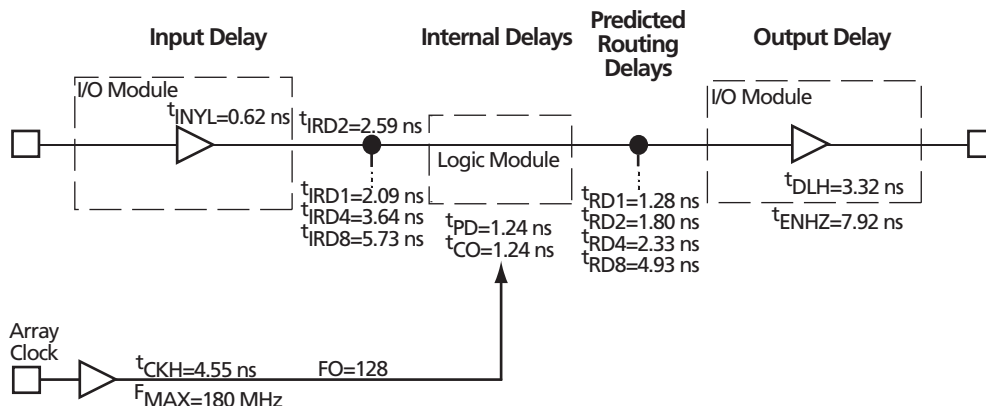 Input Delay
Internal Delays
Predicted
Routing
Delays
Output Delay
I/O Module
tINYL=0.62 ns
tIRD2=2.59 ns
tIRD1=2.09 ns
tIRD4=3.64 ns
tIRD8=5.73 ns
Logic Module
tPD=1.24 ns
tCO=1.24 ns
tRD1=1.28 ns
tRD2=1.80 ns
tRD4=2.33 ns
tRD8=4.93 ns
I/O Module
tDLH=3.32 ns
tENHZ=7.92 ns
Array
Clock
tCKH=4.55 ns
FO=128
FMAX=180 MHz